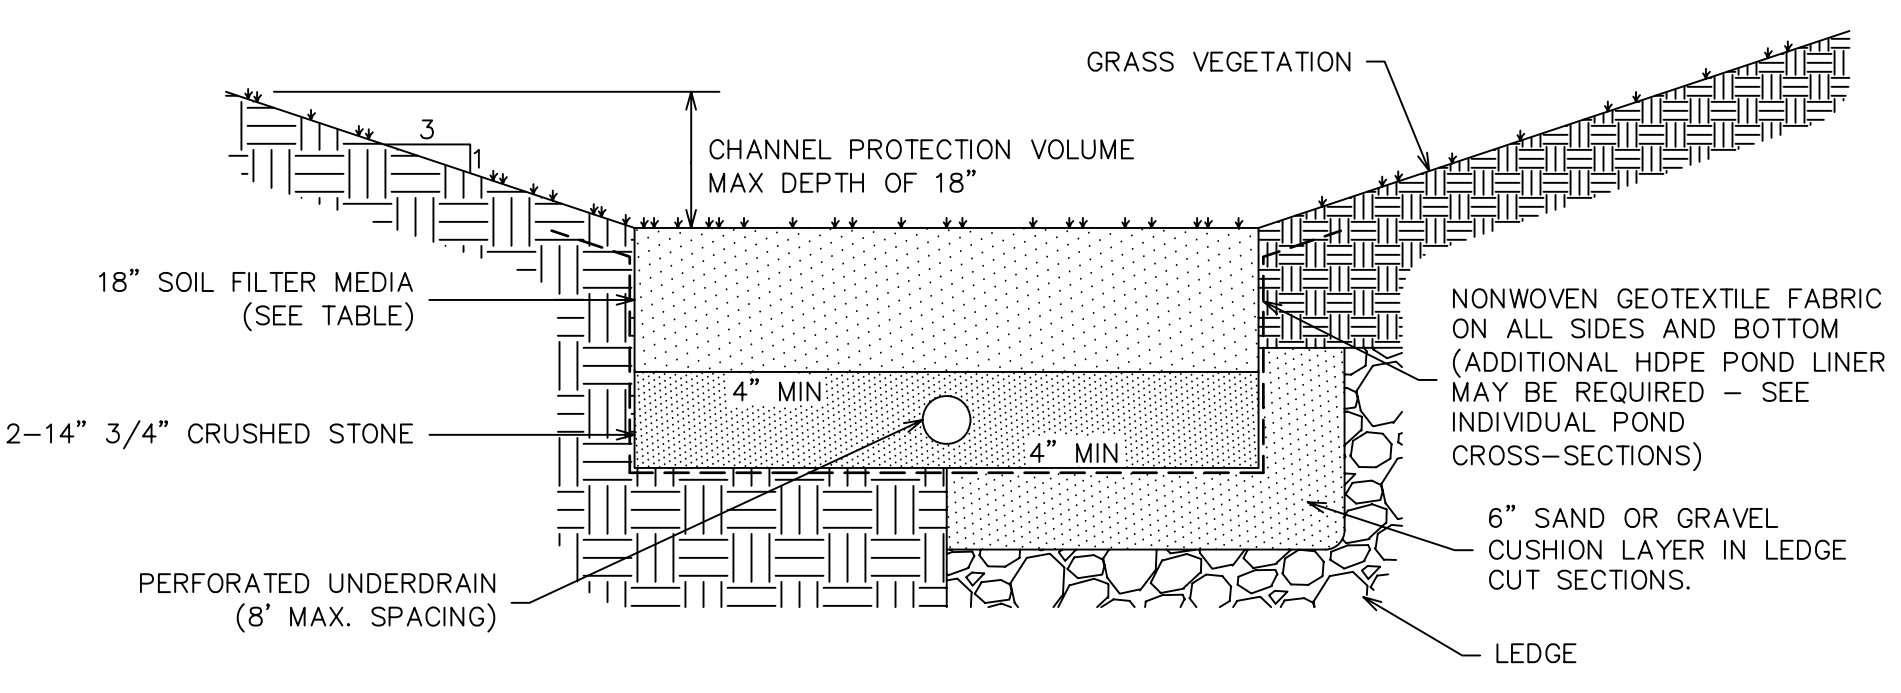 GRASS VEGETATION
3
1
CHANNEL PROTECTION VOLUME
MAX DEPTH OF 18”
18” SOIL FILTER MEDIA
(SEE TABLE)
NONWOVEN GEOTEXTILE FABRIC
ON ALL SIDES AND BOTTOM
(ADDITIONAL HDPE POND LINER
MAY BE REQUIRED – SEE
INDIVIDUAL POND
CROSS–SECTIONS)
4” MIN
2–14” 3/4” CRUSHED STONE
4” MIN
6” SAND OR GRAVEL
CUSHION LAYER IN LEDGE
CUT SECTIONS.
PERFORATED UNDERDRAIN
(8’ MAX. SPACING)
LEDGE